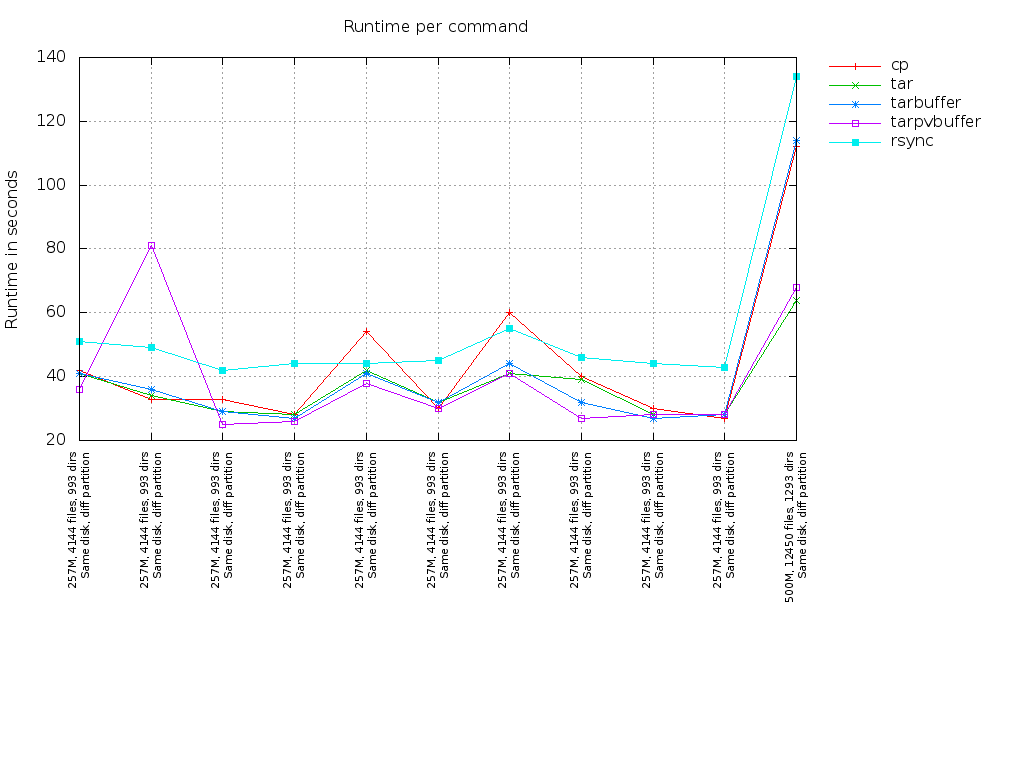 Runtime per command
cp
tar
tarbuffer
tarpvbuffer
rsync
Runtime in seconds
140
120
100
80
60
40
20
257M, 4144 files, 993 dirs
Same disk, diff partition
257M, 4144 files, 993 dirs
Same disk, diff partition
257M, 4144 files, 993 dirs
Same disk, diff partition
257M, 4144 files, 993 dirs
Same disk, diff partition
257M, 4144 files, 993 dirs
Same disk, diff partition
257M, 4144 files, 993 dirs
Same disk, diff partition
257M, 4144 files, 993 dirs
Same disk, diff partition
257M, 4144 files, 993 dirs
Same disk, diff partition
257M, 4144 files, 993 dirs
Same disk, diff partition
257M, 4144 files, 993 dirs
Same disk, diff partition
500M, 12450 files, 1293 dirs
Same disk, diff partition